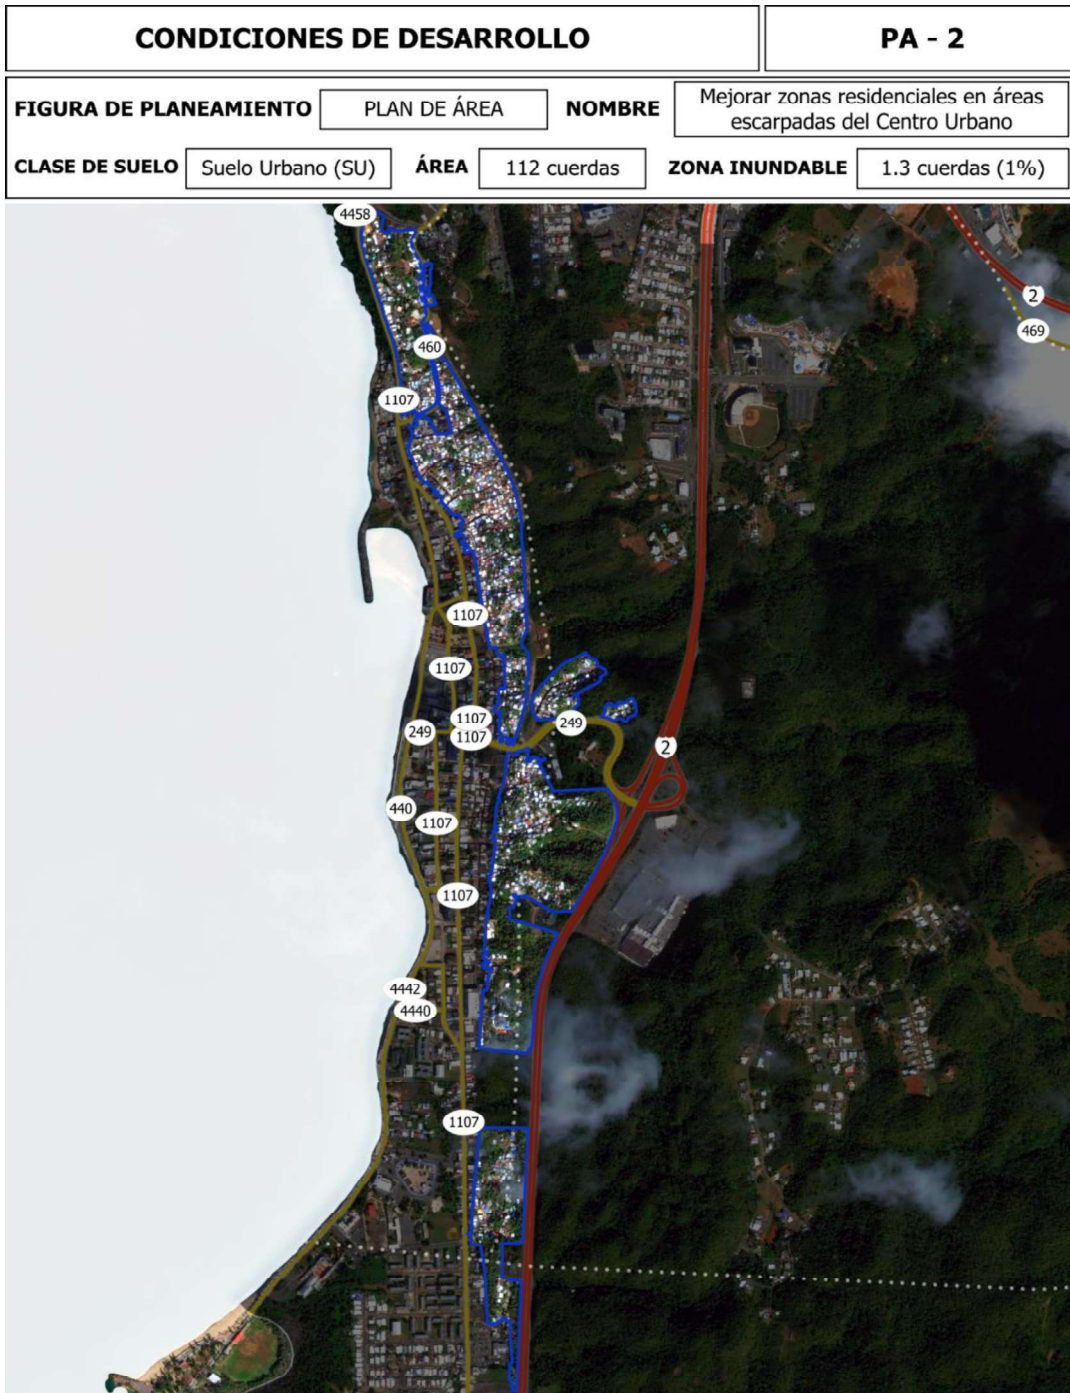 CONDICIONES DE DESARROLLO
PA - 2
FIGURA DE PLANEAMIENTO
PLAN DE ÁREA
NOMBRE
Mejorar zonas residenciales en áreas
escarpadas del Centro Urbano
CLASE DE SUELO
Suelo Urbano (SU)
ÁREA
112 cuerdas
ZONA INUNDABLE
1.3 cuerdas (1%)
4458
2
469
460
1107
1107
1107
1107
249
1107
249
2
440
1107
1107
4442
4440
1107